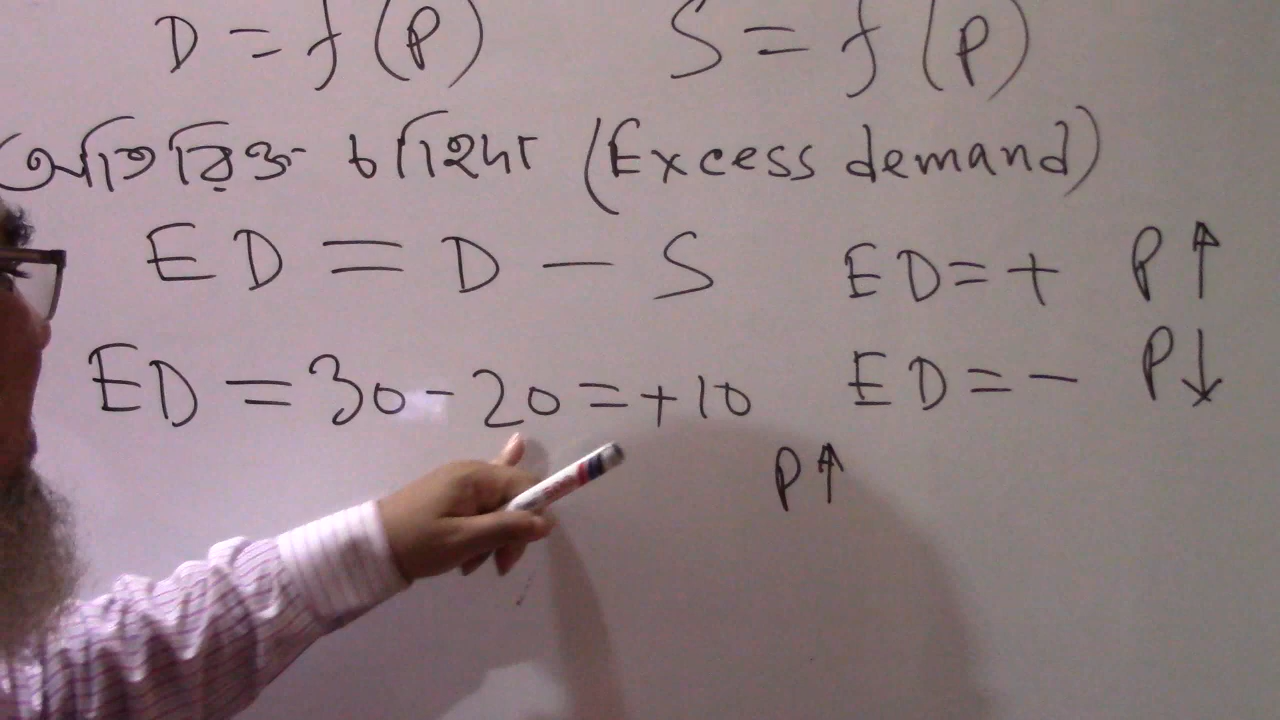 D = f(P) S = f(P)
অতিরিক্ত চাহিদা (Excess demand)
ED = D - S ED = + P ↑
ED = 30 - 20 = +10 ED = - P ↓
P ↑